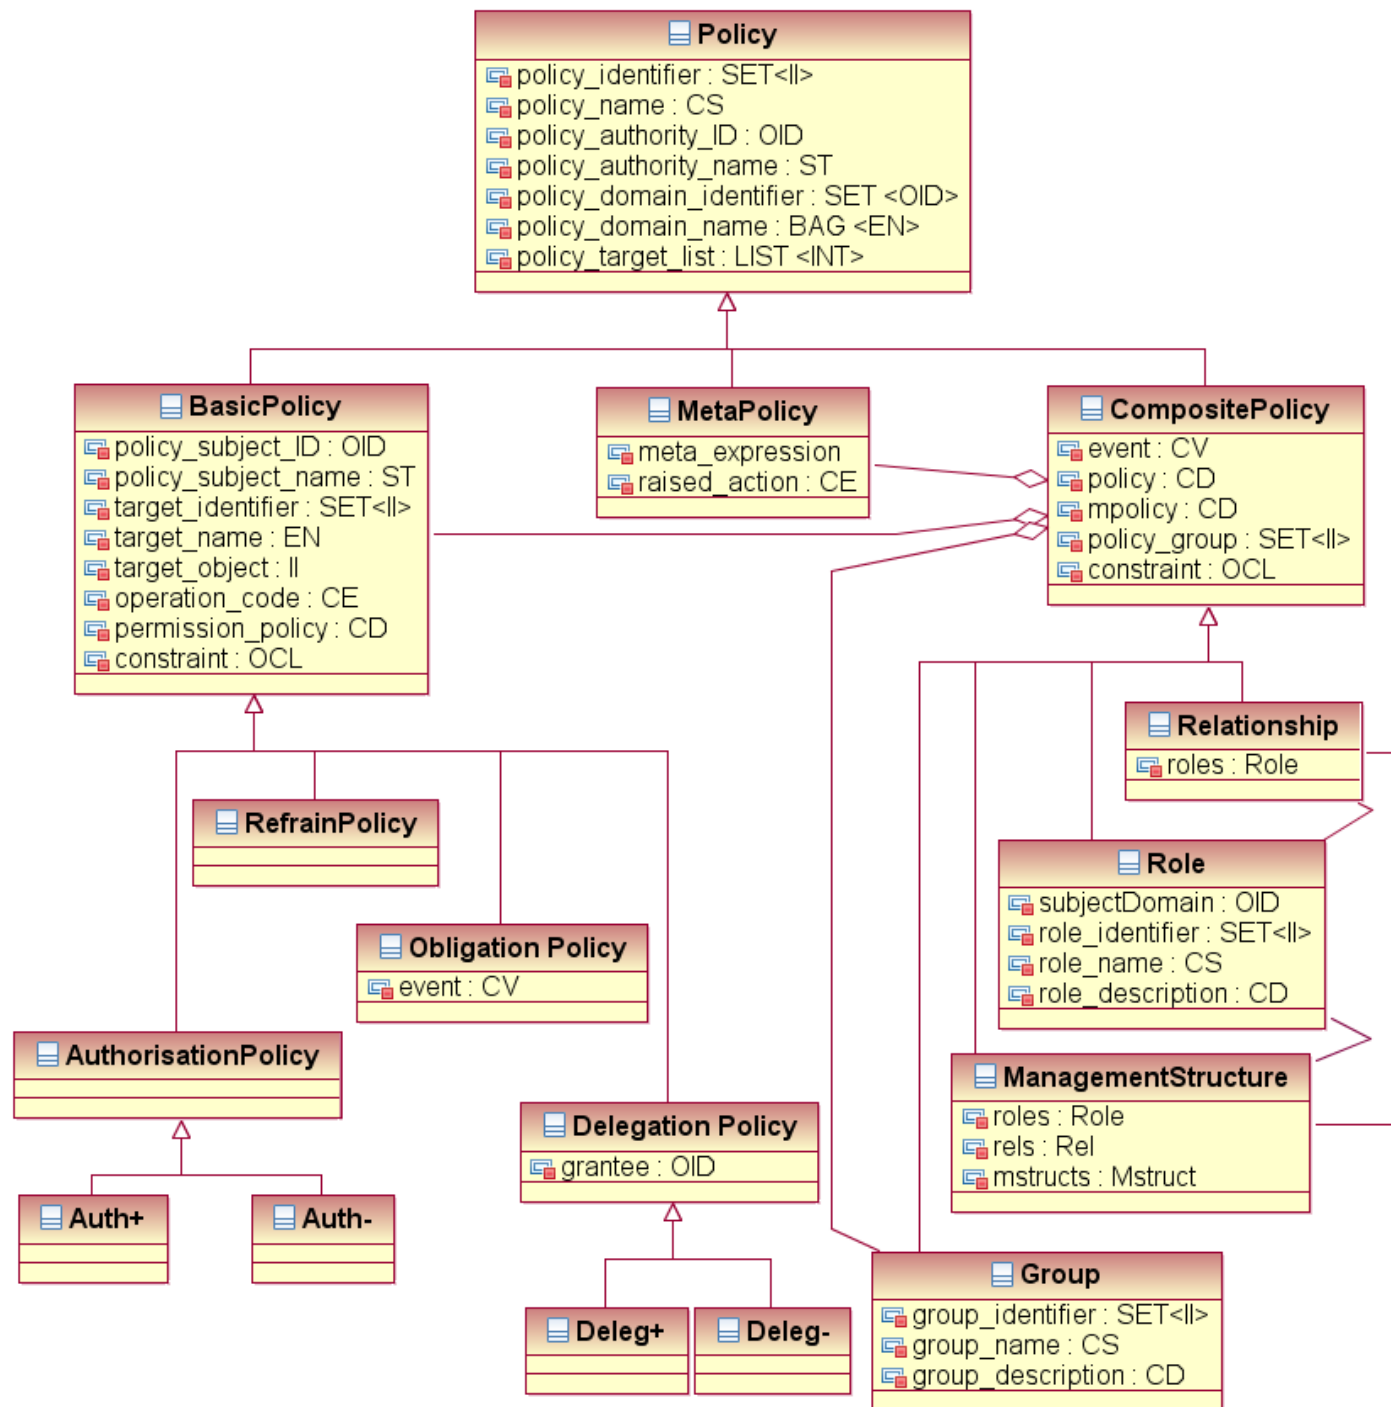 Policy
policy_identifier : SET<II>
policy_name : CS
policy_authority_ID : OID
policy_authority_name : ST
policy_domain_identifier : SET <OID>
policy_domain_name : BAG <EN>
policy_target_list : LIST <INT>
BasicPolicy
policy_subject_ID : OID
policy_subject_name : ST
target_identifier : SET<II>
target_name : EN
target_object : II
operation_code : CE
permission_policy : CD
constraint : OCL
MetaPolicy
meta_expression
raised_action : CE
CompositePolicy
event : CV
policy : CD
mpolicy : CD
policy_group : SET<II>
constraint : OCL
Relationship
roles : Role
RefrainPolicy
Role
subjectDomain : OID
role_identifier : SET<II>
role_name : CS
role_description : CD
Obligation Policy
event : CV
AuthorisationPolicy
ManagementStructure
roles : Role
rels : Rel
mstructs : Mstruct
Delegation Policy
grantee : OID
Auth+
Auth-
Group
group_identifier : SET<II>
group_name : CS
group_description : CD
Deleg+
Deleg-